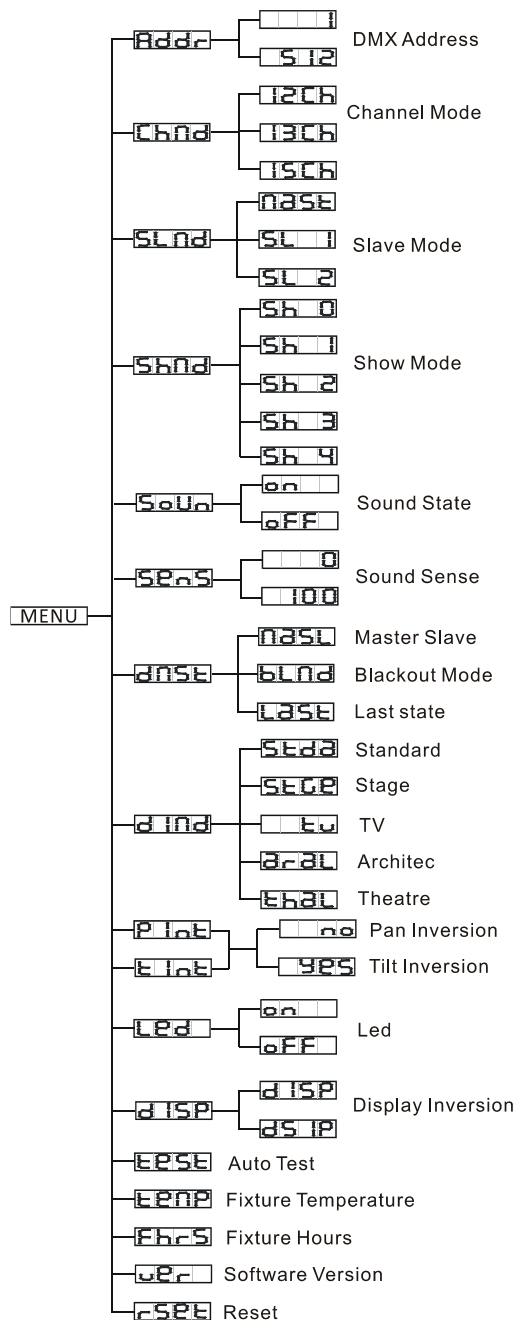 1
Addr
DMX Address
512
12Ch
ChNd
Channel Mode
13Ch
15Ch
NaSt
SLNd
SL 1
Slave Mode
SL 2
Sh 0
Sh 1
ShNd
Show Mode
Sh 2
Sh 3
Sh 4
on
SoUn
Sound State
oFF
0
SenS
Sound Sense
100
MENU
NaSL
Master Slave
dNSt
bLNd
Blackout Mode
LaSt
Last state
Stda
Standard
StGe
Stage
diNd
tv
TV
araL
Architec
thaL
Theatre
PInt
no
Pan Inversion
tInt
yes
Tilt Inversion
on
Led
Led
oFF
dISP
dISP
Display Inversion
dSIP
teSt
Auto Test
teNP
Fixture Temperature
FhrS
Fixture Hours
ver
Software Version
rSet
Reset